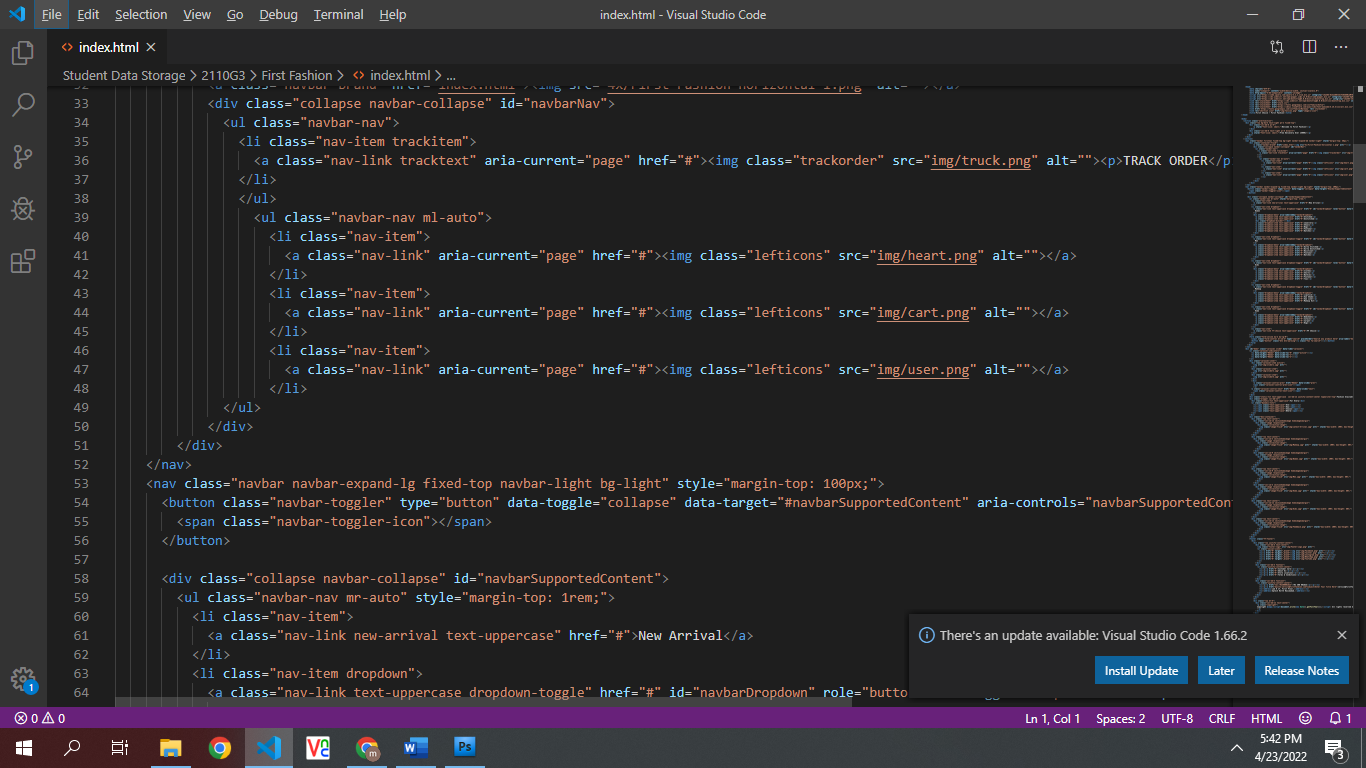 File Edit Selection View Go Debug Terminal Help index.html - Visual Studio Code
index.html
Student Data Storage > 2110G3 > First Fashion > index.html > ...
33 <div class="collapse navbar-collapse" id="navbarNav">
34 <ul class="navbar-nav">
35 <li class="nav-item trackitem">
36 <a class="nav-link tracktext" aria-current="page" href="#"><img class="trackorder" src="img/truck.png" alt=""><p>TRACK ORDER</p
37 </li>
38 </ul>
39 <ul class="navbar-nav ml-auto">
40 <li class="nav-item">
41 <a class="nav-link" aria-current="page" href="#"><img class="lefticons" src="img/heart.png" alt=""></a>
42 </li>
43 <li class="nav-item">
44 <a class="nav-link" aria-current="page" href="#"><img class="lefticons" src="img/cart.png" alt=""></a>
45 </li>
46 <li class="nav-item">
47 <a class="nav-link" aria-current="page" href="#"><img class="lefticons" src="img/user.png" alt=""></a>
48 </li>
49 </ul>
50 </div>
51 </div>
52 </nav>
53 <nav class="navbar navbar-expand-lg fixed-top navbar-light bg-light" style="margin-top: 100px;">
54 <button class="navbar-toggler" type="button" data-toggle="collapse" data-target="#navbarSupportedContent" aria-controls="navbarSupportedCon
55 <span class="navbar-toggler-icon"></span>
56 </button>
57
58 <div class="collapse navbar-collapse" id="navbarSupportedContent">
59 <ul class="navbar-nav mr-auto" style="margin-top: 1rem;">
60 <li class="nav-item">
61 <a class="nav-link new-arrival text-uppercase" href="#">New Arrival</a>
62 </li>
63 <li class="nav-item dropdown">
64 <a class="nav-link text-uppercase dropdown-toggle" href="#" id="navbarDropdown" role="button
There's an update available: Visual Studio Code 1.66.2
Install Update Later Release Notes
1
0 0 Ln 1, Col 1 Spaces: 2 UTF-8 CRLF HTML 1
VC m W Ps 5:42 PM
4/23/2022 3